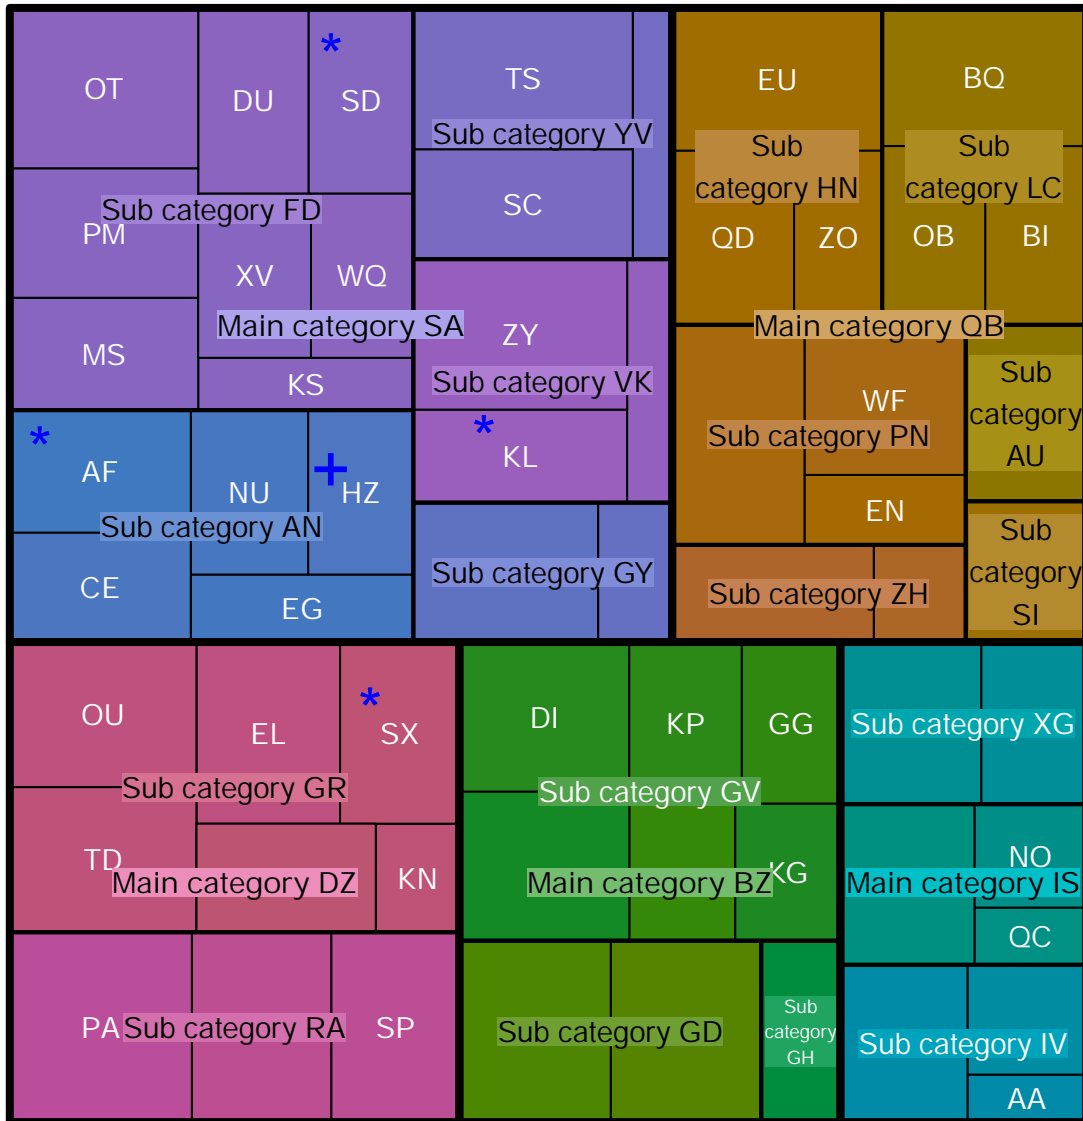 OT
DU
*
SD
TS
EU
BQ
Sub category YV
Sub
category HN
Sub
category LC
PM
Sub category FD
SC
QD
ZO
OB
BI
XV
WQ
Main category SA
ZY
Main category QB
MS
KS
Sub category VK
WF
Sub
category
AU
*
AF
NU
+
HZ
*
KL
Sub category PN
Sub category AN
EN
CE
EG
Sub category GY
Sub category ZH
Sub
category
SI
OU
EL
*
SX
DI
KP
GG
Sub category XG
Sub category GR
Sub category GV
TD
Main category DZ
KN
Main category BZ
KG
NO
Main category IS
QC
PA
Sub category RA
SP
Sub category GD
Sub
category
GH
Sub category IV
AA